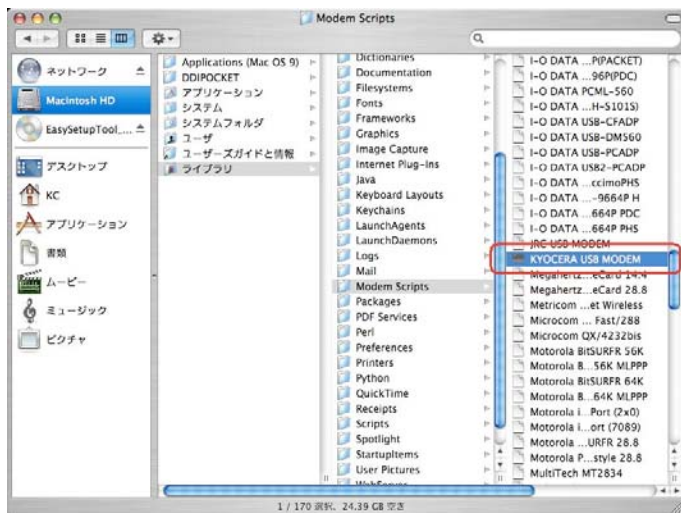 Modem Scripts
ネットワーク
Macintosh HD
EasySetupTool_...
デスクトップ
KC
アプリケーション
書類
ムービー
ミュージック
ピクチャ
Applications (Mac OS 9)
DDIPOCKET
アプリケーション
システム
システムフォルダ
ユーザ
ユーザーズガイドと情報
ライブラリ
Dictionaries
Documentation
Filesystems
Fonts
Frameworks
Graphics
Image Capture
Internet Plug-Ins
Java
Keyboard Layouts
Keychains
LaunchAgents
LaunchDaemons
Logs
Mail
Modem Scripts
Packages
PDF Services
Perl
Preferences
Printers
Python
QuickTime
Receipts
Scripts
Spotlight
StartupItems
User Pictures
WebServer
I-O DATA ...P(PACKET)
I-O DATA ...96P(PDC)
I-O DATA PCML-560
I-O DATA ...H-S101S)
I-O DATA USB-CFADP
I-O DATA USB-DM560
I-O DATA USB-PCADP
I-O DATA USB2-PCADP
I-O DATA ...ccimoPHS
I-O DATA ...-9664P H
I-O DATA ...664P PDC
I-O DATA ...664P PHS
JRC USB MODEM
KYOCERA USB MODEM
Megahertz...eCard 14.4
Megahertz...eCard 28.8
Metricom ...et Wireless
Microcom ... Fast/288
Microcom QX/4232bis
Motorola BitSURFR 56K
Motorola B...56K MLPPP
Motorola BitSURFR 64K
Motorola B...64K MLPPP
Motorola i...Port (2x0)
Motorola i...ort (7089)
Motorola ...URFR 28.8
Motorola P...style 28.8
MultiTech MT2834
1 / 170 選択、24.39 GB 空き